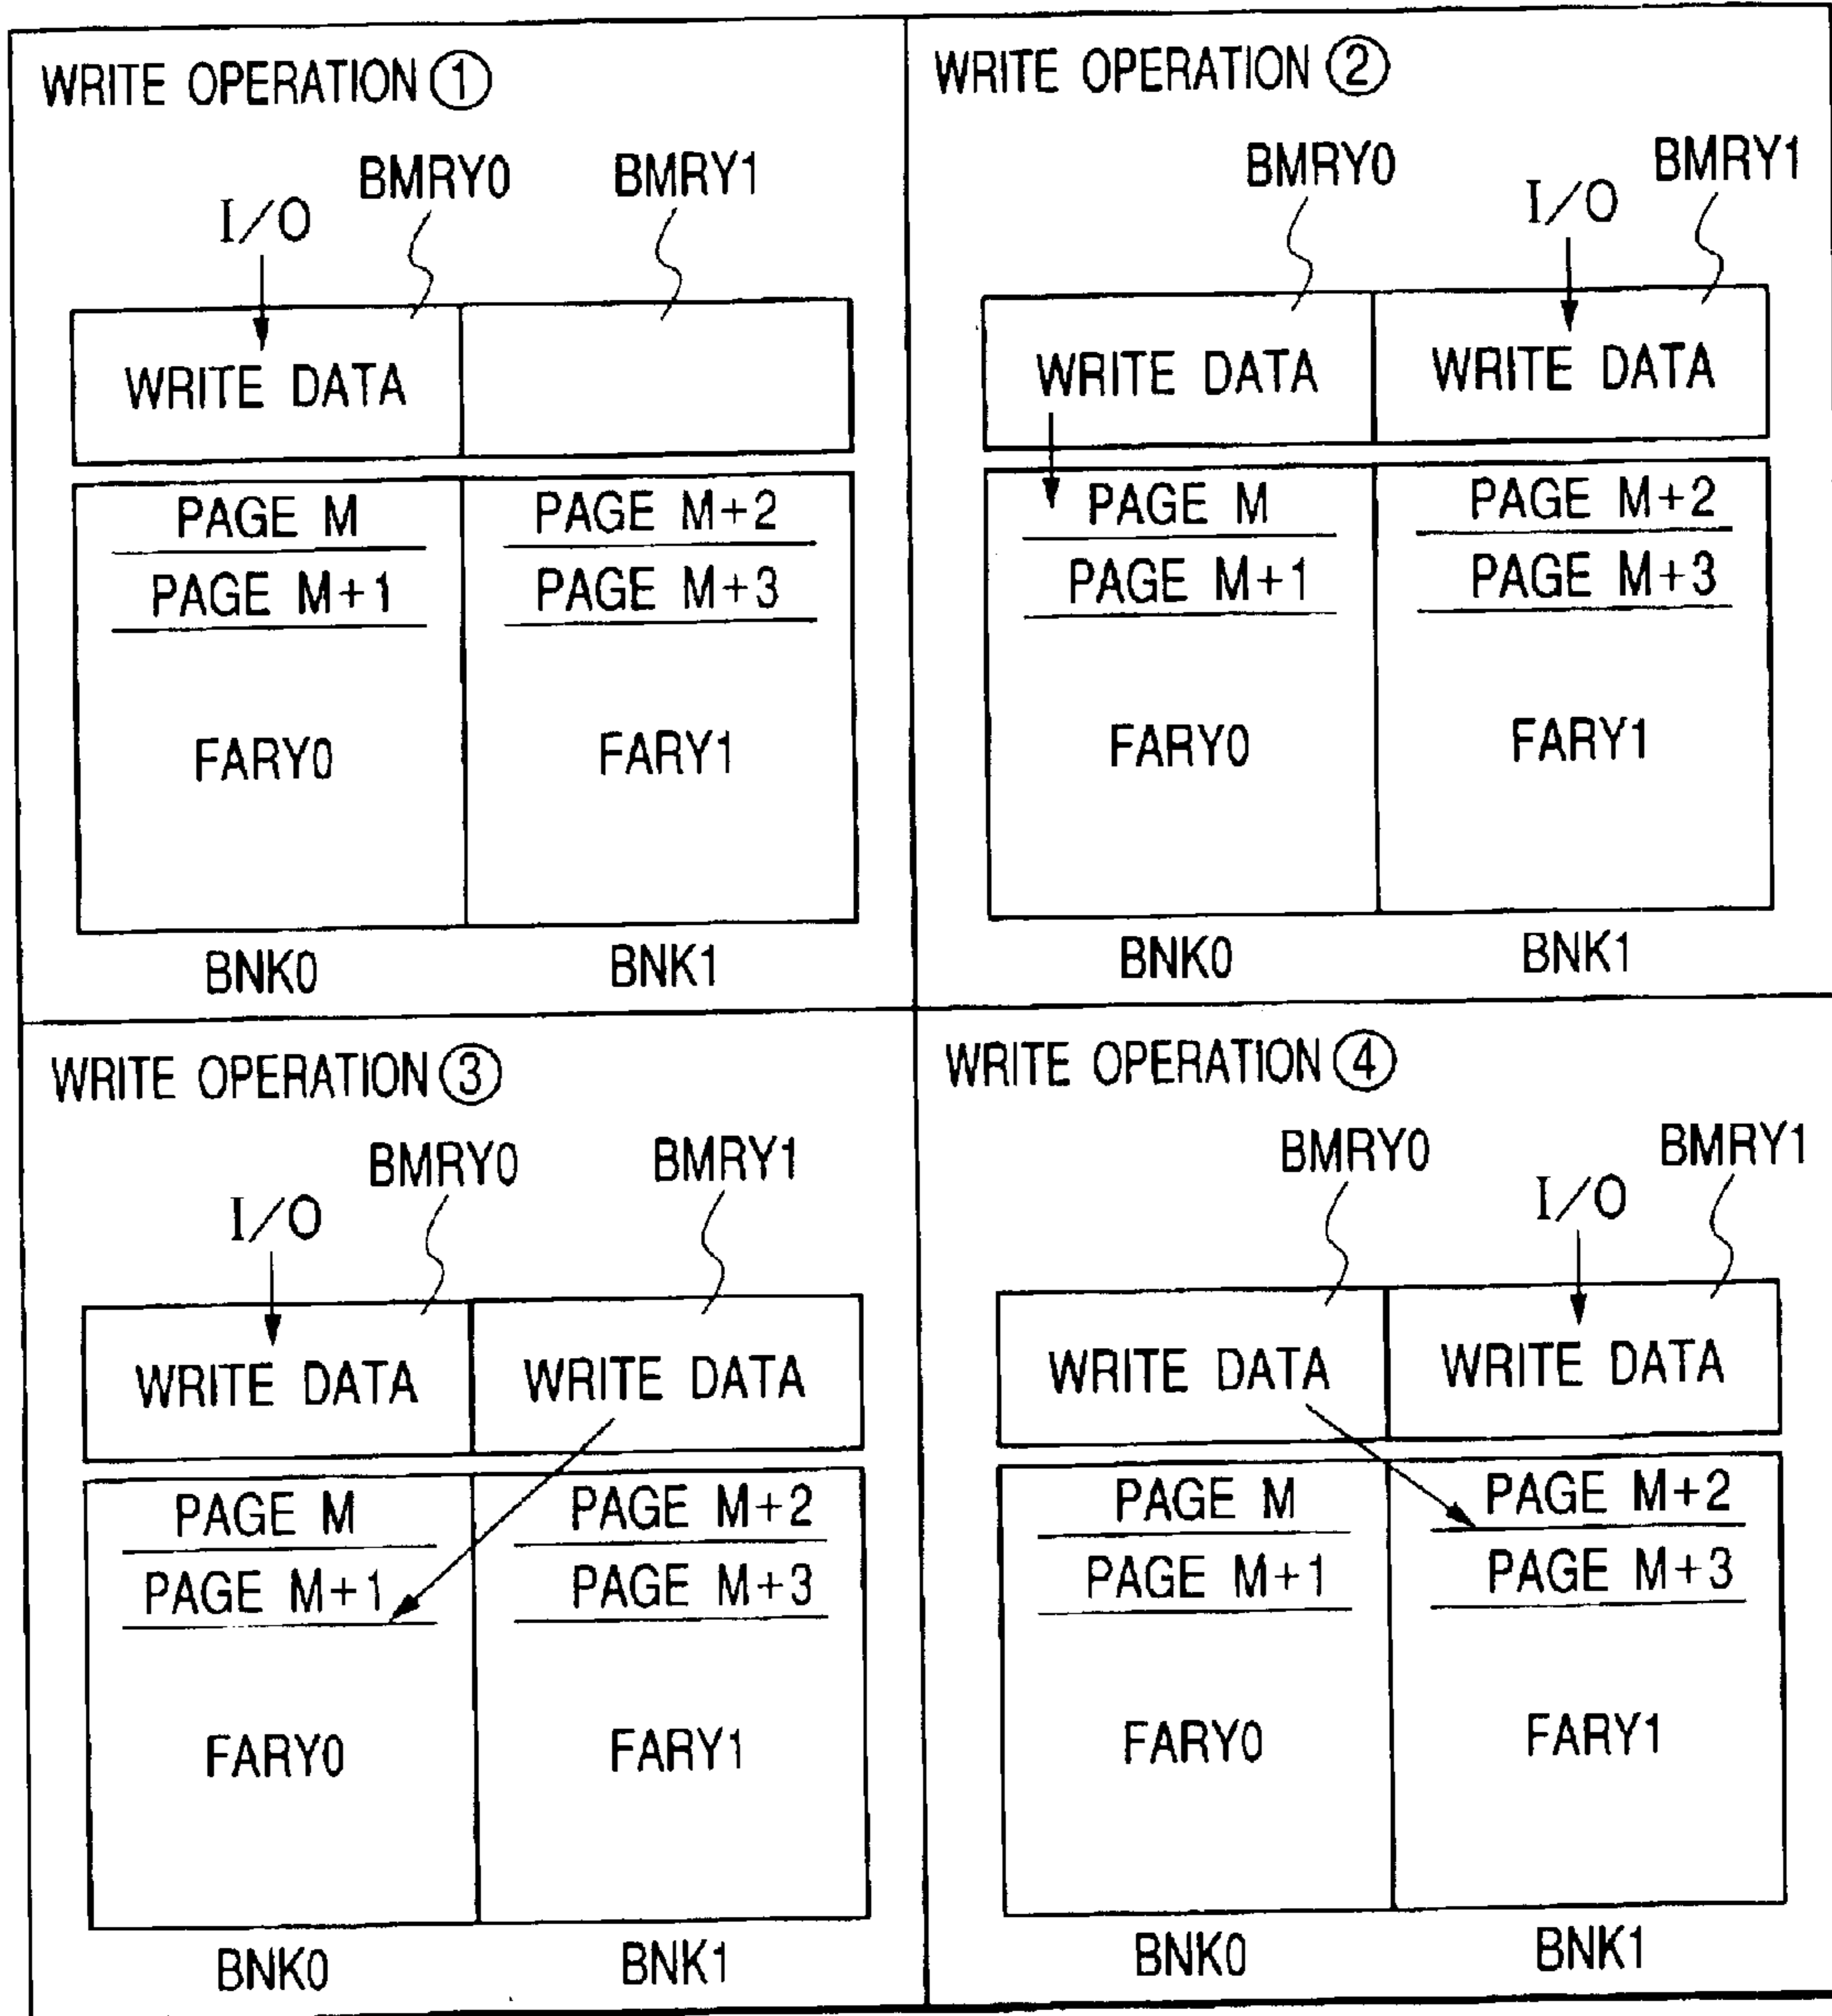 WRITE OPERATION ①
BMRY0 BMRY1
I/O
WRITE DATA
PAGE M PAGE M+2
PAGE M+1 PAGE M+3
FARY0 FARY1
BNK0 BNK1
WRITE OPERATION ②
BMRY0 BMRY1
I/O
WRITE DATA WRITE DATA
PAGE M PAGE M+2
PAGE M+1 PAGE M+3
FARY0 FARY1
BNK0 BNK1
WRITE OPERATION ③
BMRY0 BMRY1
I/O
WRITE DATA WRITE DATA
PAGE M PAGE M+2
PAGE M+1 PAGE M+3
FARY0 FARY1
BNK0 BNK1
WRITE OPERATION ④
BMRY0 BMRY1
I/O
WRITE DATA WRITE DATA
PAGE M PAGE M+2
PAGE M+1 PAGE M+3
FARY0 FARY1
BNK0 BNK1